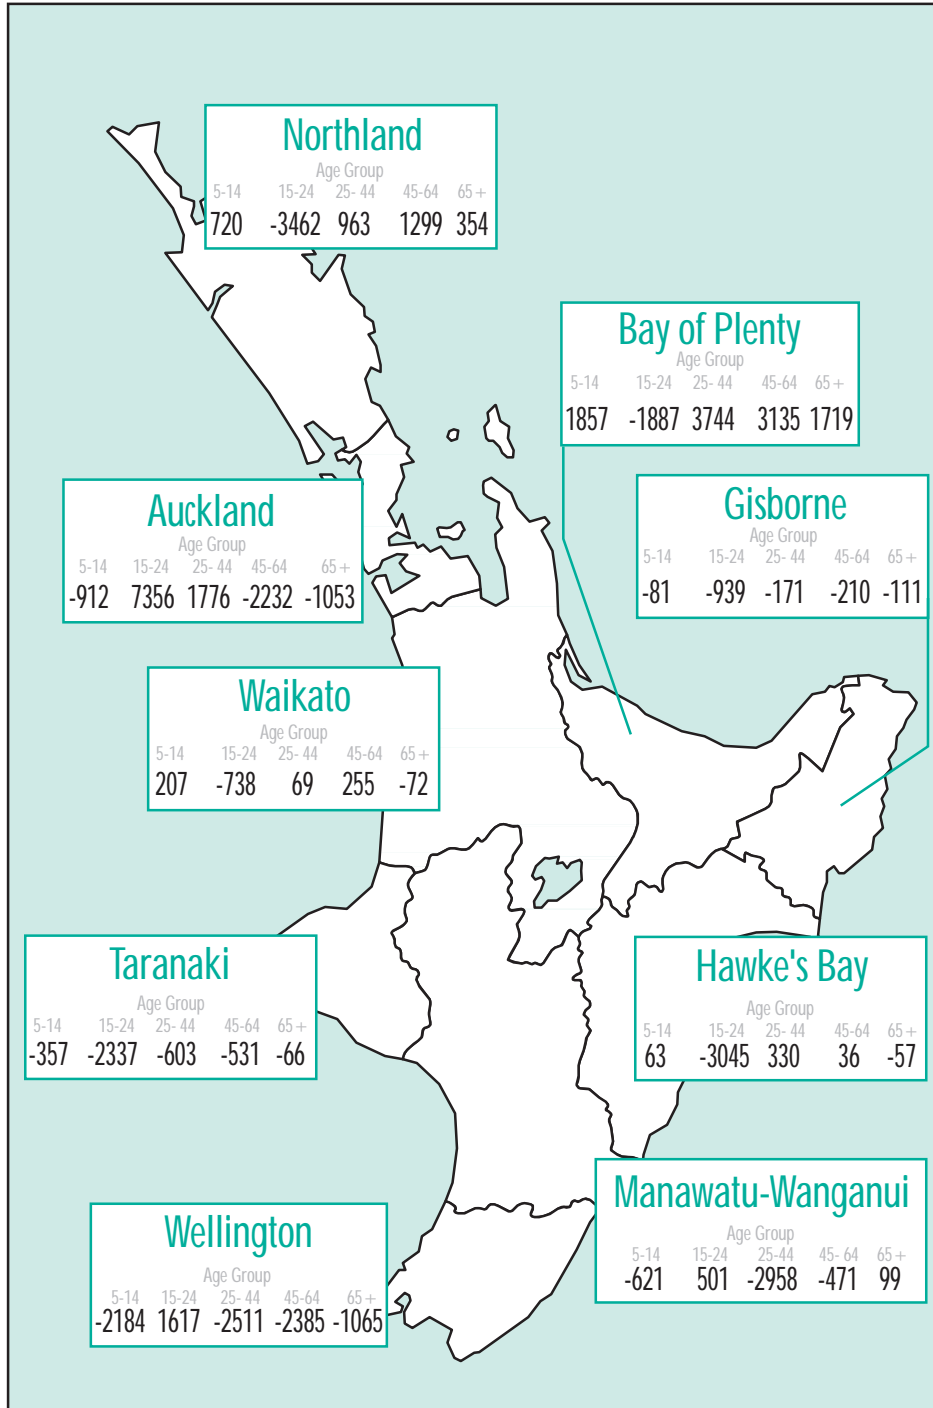 Northland
Age Group
5-14 15-24 25- 44 45-64 65+
720 -3462 963 1299 354
Bay of Plenty
Age Group
5-14 15-24 25- 44 45-64 65+
1857 -1887 3744 3135 1719
Auckland
Age Group
5-14 15-24 25- 44 45-64 65+
-912 7356 1776 -2232 -1053
Gisborne
Age Group
5-14 15-24 25- 44 45-64 65+
-81 -939 -171 -210 -111
Waikato
Age Group
5-14 15-24 25- 44 45-64 65+
207 -738 69 255 -72
Taranaki
Age Group
5-14 15-24 25- 44 45-64 65+
-357 -2337 -603 -531 -66
Hawke's Bay
Age Group
5-14 15-24 25- 44 45-64 65+
63 -3045 330 36 -57
Manawatu-Wanganui
Age Group
5-14 15-24 25-44 45- 64 65+
-621 501 -2958 -471 99
Wellington
Age Group
5-14 15-24 25- 44 45-64 65+
-2184 1617 -2511 -2385 -1065